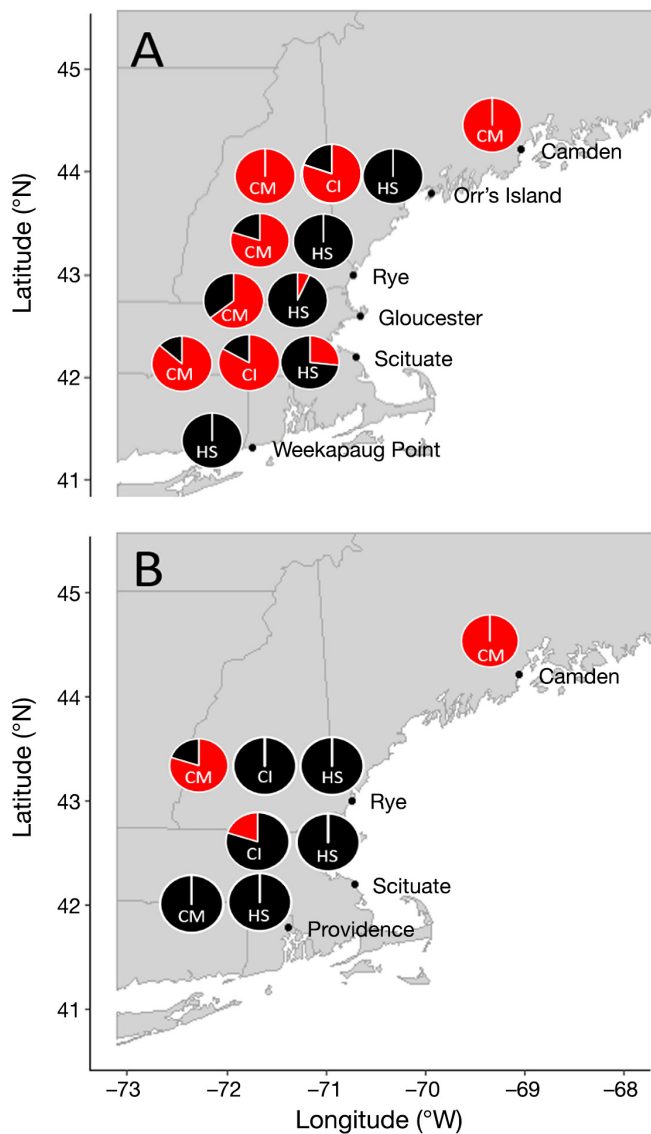 A
45
CM
Camden
44
CM CI HS
Orr's Island
CM HS
43
Rye
CM HS
Gloucester
CM CI HS
Scituate
42
HS
Weekapaug Point
41
Latitude (°N)
B
45
CM
Camden
44
CM CI HS
43
Rye
CI HS
Scituate
42
CM HS
Providence
41
Latitude (°N)
–73 –72 –71 –70 –69 –68
Longitude (°W)